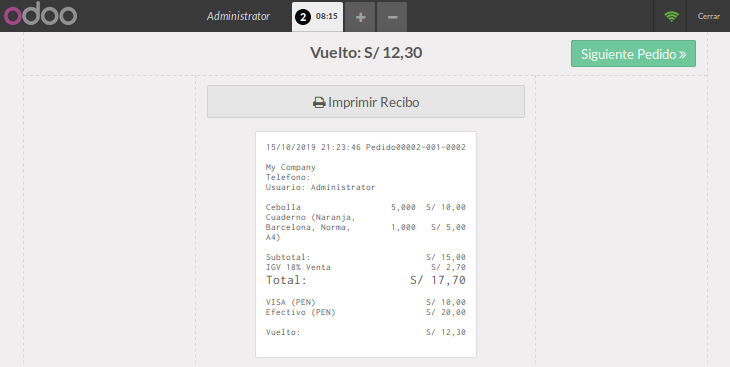 odoo
Administrator
2 08:15
+
−
Cerrar
Vuelto: S/ 12,30
Siguiente Pedido »
Imprimir Recibo
15/10/2019 21:23:46 Pedido00002-001-0002
My Company
Telefono:
Usuario: Administrator
Cebolla 5,000 S/ 10,00
Cuaderno (Naranja,
Barcelona, Norma, 1,000 S/ 5,00
A4)
Subtotal: S/ 15,00
IGV 18% Venta S/ 2,70
Total: S/ 17,70
VISA (PEN) S/ 10,00
Efectivo (PEN) S/ 20,00
Vuelto: S/ 12,30